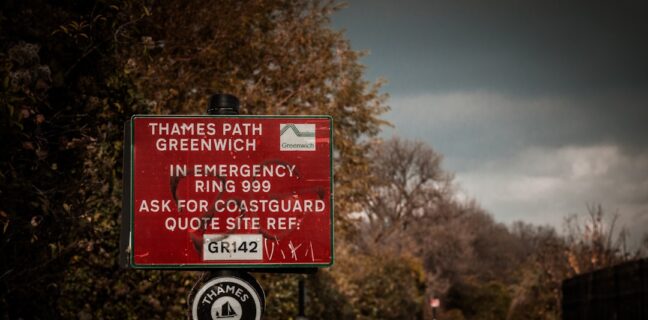 THAMES PATH
GREENWICH
Greenwich
IN EMERGENCY,
RING 999
ASK FOR COASTGUARD
QUOTE SITE REF:
GR142
THAMES